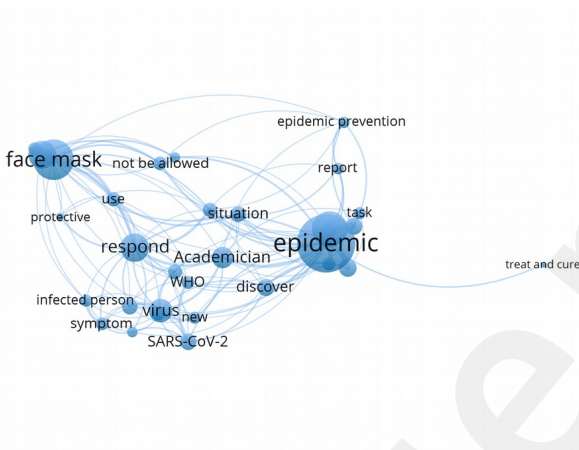 epidemic prevention
face mask
not be allowed
report
use
task
protective
situation
respond
epidemic
Academician
treat and cure
WHO
discover
infected person
virus
new
symptom
SARS-CoV-2